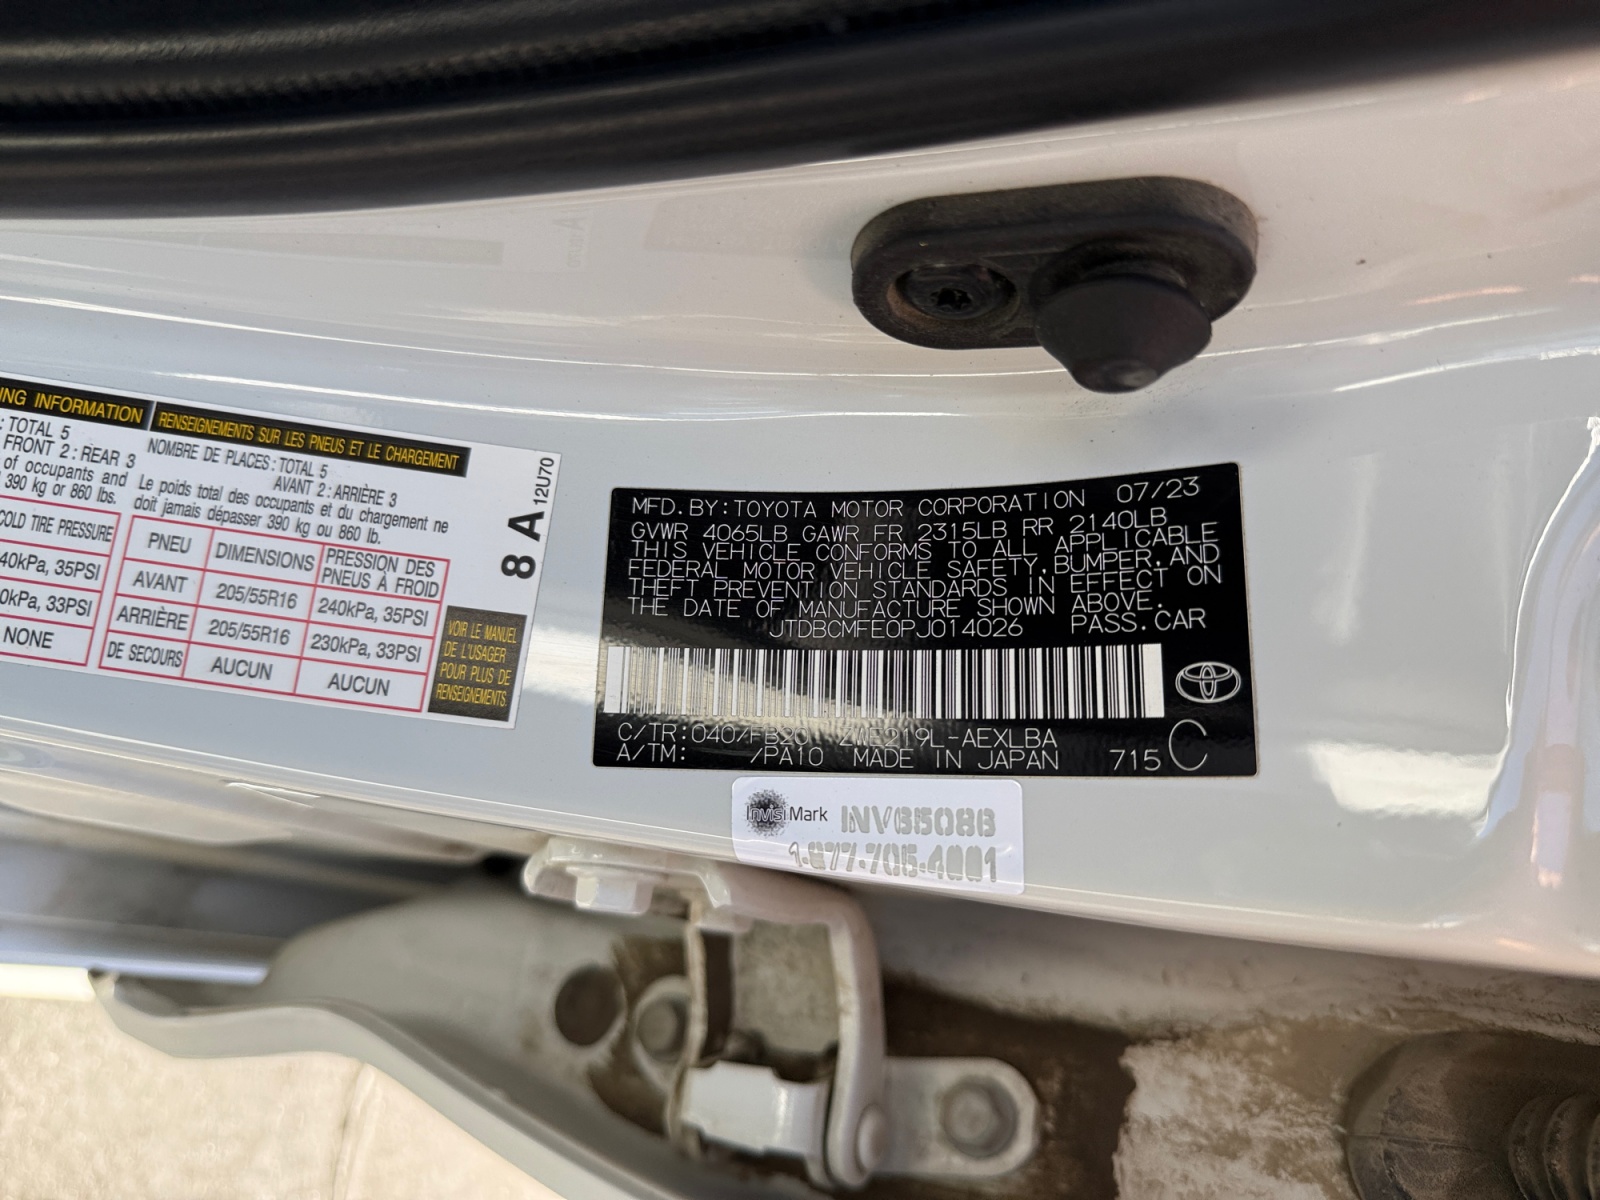 ING INFORMATION
: TOTAL 5
FRONT 2 : REAR 3
of occupants and
390 kg or 860 lbs.
COLD TIRE PRESSURE
40kPa, 35PSI
0kPa, 33PSI
NONE
RENSEIGNEMENTS SUR LES PNEUS ET LE CHARGEMENT
NOMBRE DE PLACES : TOTAL 5
AVANT 2 : ARRIÈRE 3
Le poids total des occupants et du chargement ne
doit jamais dépasser 390 kg ou 860 lb.
PNEU DIMENSIONS PRESSION DES PNEUS À FROID
AVANT 205/55R16 240kPa, 35PSI
ARRIÈRE 205/55R16 230kPa, 33PSI
DE SECOURS AUCUN AUCUN
VOIR LE MANUEL
DE L'USAGER
POUR PLUS DE
RENSEIGNEMENTS.
8 A 12U70
MFD. BY: TOYOTA MOTOR CORPORATION 07/23
GVWR 4065LB GAWR FR 2315LB RR 2140LB
THIS VEHICLE CONFORMS TO ALL APPLICABLE
FEDERAL MOTOR VEHICLE SAFETY, BUMPER, AND
THEFT PREVENTION STANDARDS IN EFFECT ON
THE DATE OF MANUFACTURE SHOWN ABOVE.
JTDBCMFE0PJ014026 PASS. CAR
C/TR: 040/FB20 ZWE219L-AEXLBA
A/TM: /PA10 MADE IN JAPAN 715 C
InvisiMark INV65086
1-877-705-4001